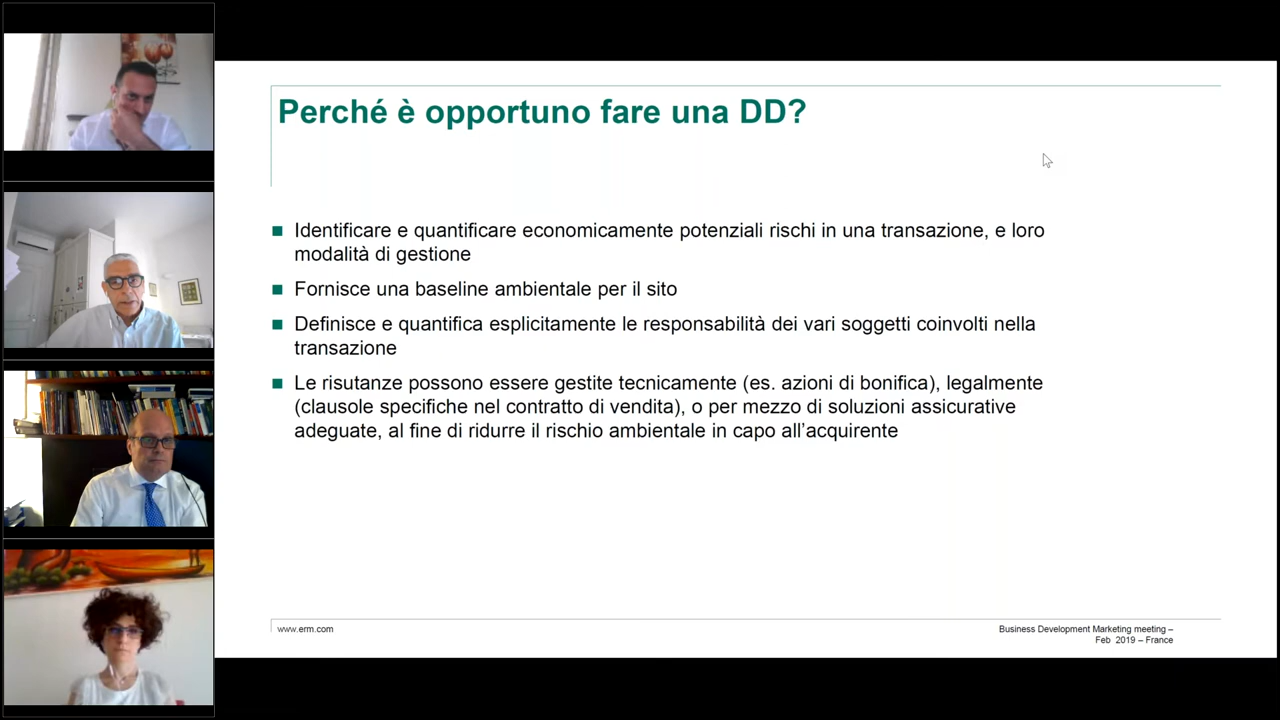 Perché è opportuno fare una DD?
Identificare e quantificare economicamente potenziali rischi in una transazione, e loro
modalità di gestione
Fornisce una baseline ambientale per il sito
Definisce e quantifica esplicitamente le responsabilità dei vari soggetti coinvolti nella
transazione
Le risutanze possono essere gestite tecnicamente (es. azioni di bonifica), legalmente
(clausole specifiche nel contratto di vendita), o per mezzo di soluzioni assicurative
adeguate, al fine di ridurre il rischio ambientale in capo all’acquirente
www.erm.com
Business Development Marketing meeting –
Feb 2019 – France